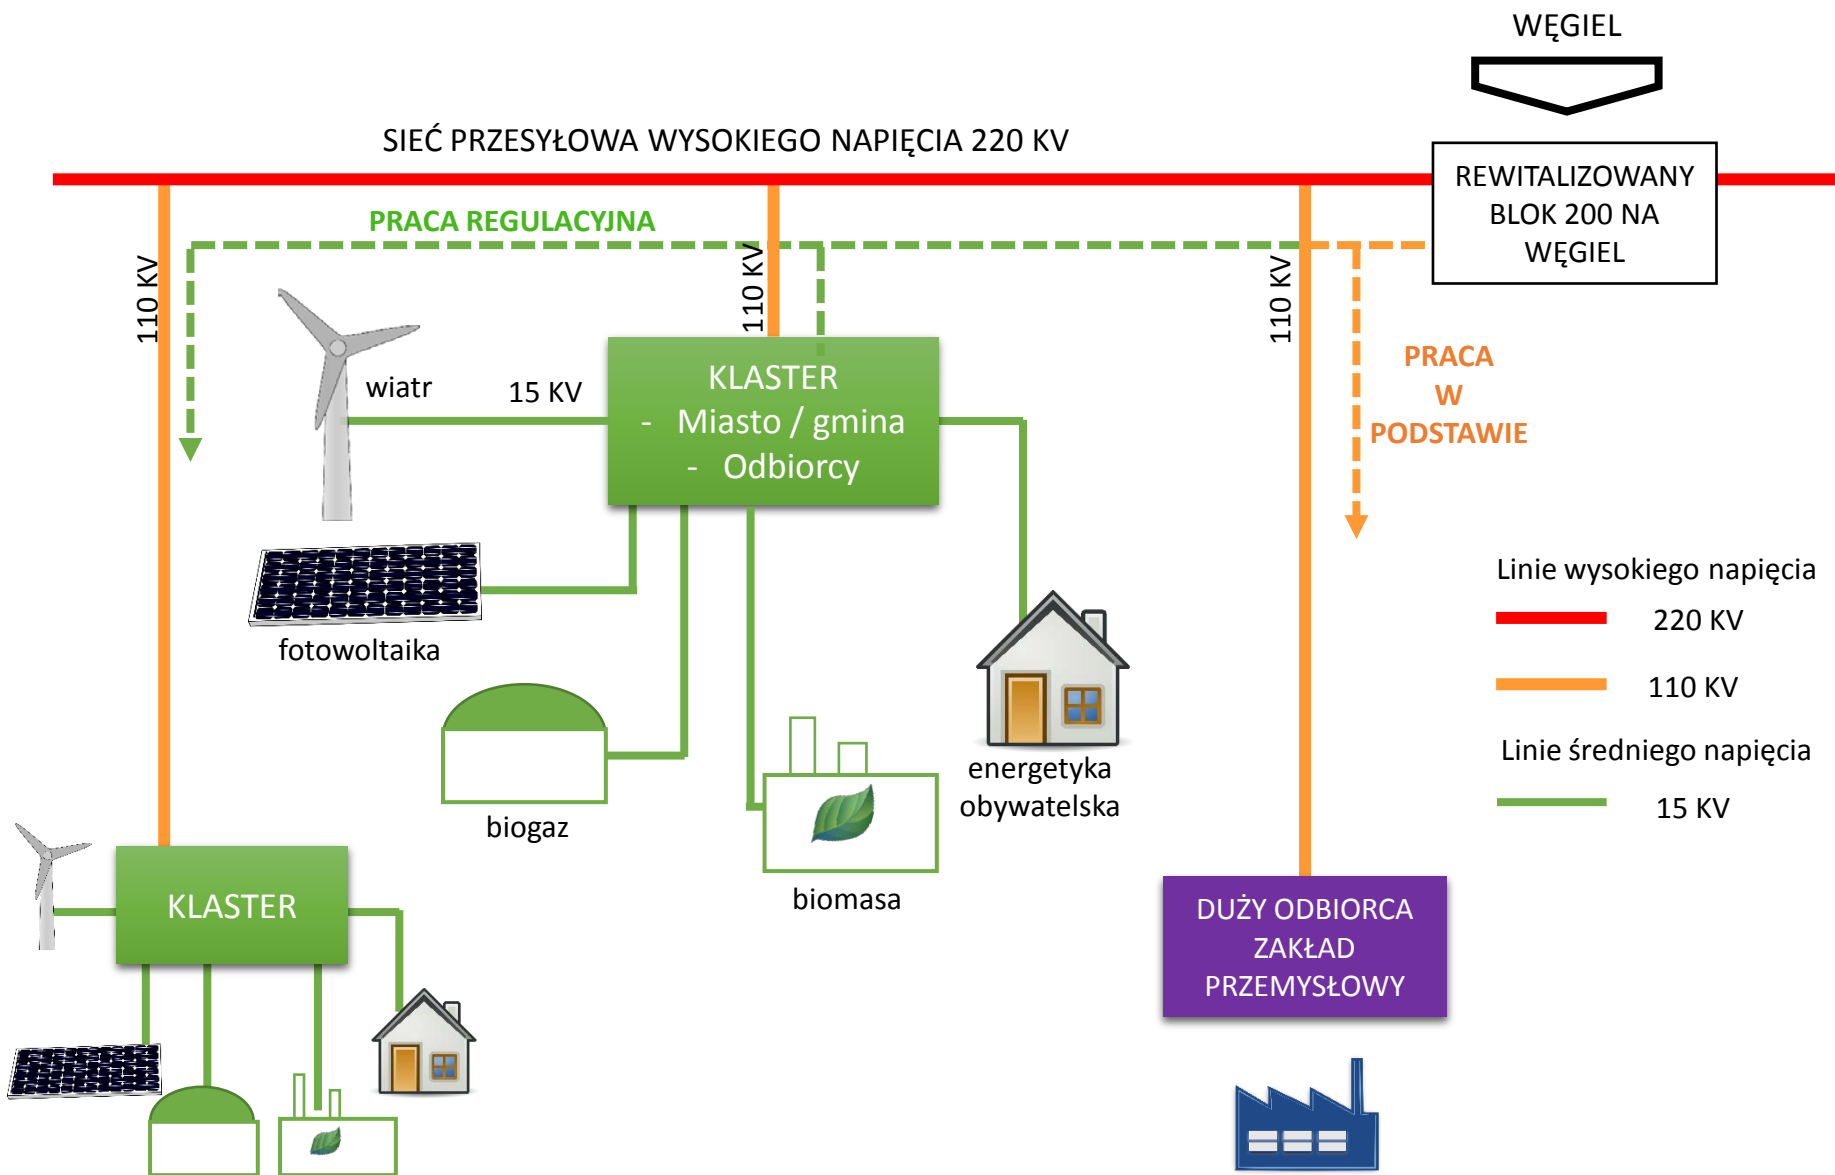 WĘGIEL
SIEĆ PRZESYŁOWA WYSOKIEGO NAPIĘCIA 220 KV
REWITALIZOWANY
BLOK 200 NA
WĘGIEL
PRACA REGULACYJNA
110 KV
110 KV
110 KV
PRACA
W
PODSTAWIE
wiatr
15 KV
KLASTER
- Miasto / gmina
- Odbiorcy
fotowoltaika
biogaz
biomasa
energetyka
obywatelska
Linie wysokiego napięcia
220 KV
110 KV
Linie średniego napięcia
15 KV
KLASTER
DUŻY ODBIORCA
ZAKŁAD
PRZEMYSŁOWY